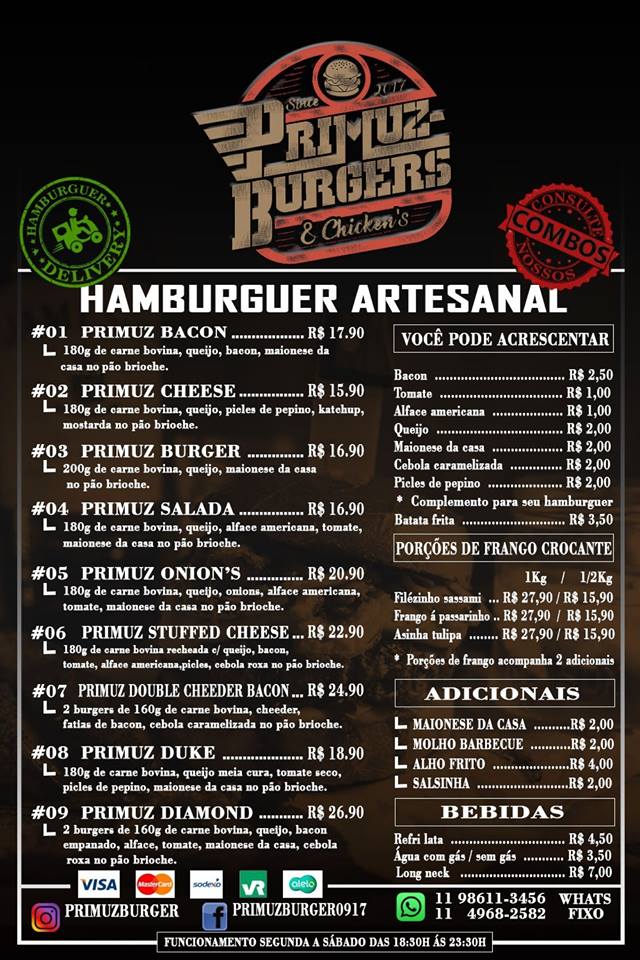 Since 2017
PRIMUZ-
BURGERS
& Chicken's
HAMBURGUER
DELIVERY
CONSULTE
COMBOS
NOSSOS
HAMBURGUER ARTESANAL
#01 PRIMUZ BACON .................. R$ 17.90
180g de carne bovina, queijo, bacon, maionese da
casa no pão brioche.
#02 PRIMUZ CHEESE ................ R$ 15.90
180g de carne bovina, queijo, picles de pepino, katchup,
mostarda no pão brioche.
#03 PRIMUZ BURGER .............. R$ 16.90
200g de carne bovina, queijo, maionese da casa
no pão brioche.
#04 PRIMUZ SALADA ................ R$ 16.90
180g de carne bovina, queijo, alface americana, tomate,
maionese da casa no pão brioche.
#05 PRIMUZ ONION'S .............. R$ 20.90
180g de carne bovina, queijo, onions, alface americana,
tomate, maionese da casa no pão brioche.
#06 PRIMUZ STUFFED CHEESE ... R$ 22.90
180g de carne bovina recheada c/ queijo, bacon,
tomate, alface americana,picles, cebola roxa no pão brioche.
#07 PRIMUZ DOUBLE CHEEDER BACON ... R$ 24.90
2 burgers de 160g de carne bovina, cheeder,
fatias de bacon, cebola caramelizada no pão brioche.
#08 PRIMUZ DUKE .................... R$ 18.90
180g de carne bovina, queijo meia cura, tomate seco,
picles de pepino, maionese da casa no pão brioche.
#09 PRIMUZ DIAMOND ........... R$ 26.90
2 burgers de 160g de carne bovina, queijo, bacon
empanado, alface, tomate, maionese da casa, cebola
roxa no pão brioche.
VOCÊ PODE ACRESCENTAR
Bacon ................................. R$ 2,50
Tomate ............................... R$ 1,00
Alface americana ................ R$ 1,00
Queijo ................................ R$ 2,00
Maionese da casa ................ R$ 2,00
Cebola caramelizada ............ R$ 2,00
Picles de pepino .................. R$ 2,00
* Complemento para seu hamburguer
Batata frita .......................... R$ 3,50
PORÇÕES DE FRANGO CROCANTE
1Kg / 1/2Kg
Filézinho sassami ... R$ 27,90 / R$ 15,90
Frango á passarinho .. R$ 27,90 / R$ 15,90
Asinha tulipa ........ R$ 27,90 / R$ 15,90
* Porções de frango acompanha 2 adicionais
ADICIONAIS
MAIONESE DA CASA ..........R$ 2,00
MOLHO BARBECUE ...........R$ 2,00
ALHO FRITO ......................R$ 4,00
SALSINHA ........................R$ 2,00
BEBIDAS
Refri lata ............................. R$ 4,50
Água com gás / sem gás .......... R$ 3,50
Long neck .......................... R$ 7,00
VISA MasterCard sodexo VR alelo
PRIMUZBURGER PRIMUZBURGER0917
11 98611-3456 WHATS
11 4968-2582 FIXO
FUNCIONAMENTO SEGUNDA A SÁBADO DAS 18:30H ÁS 23:30H